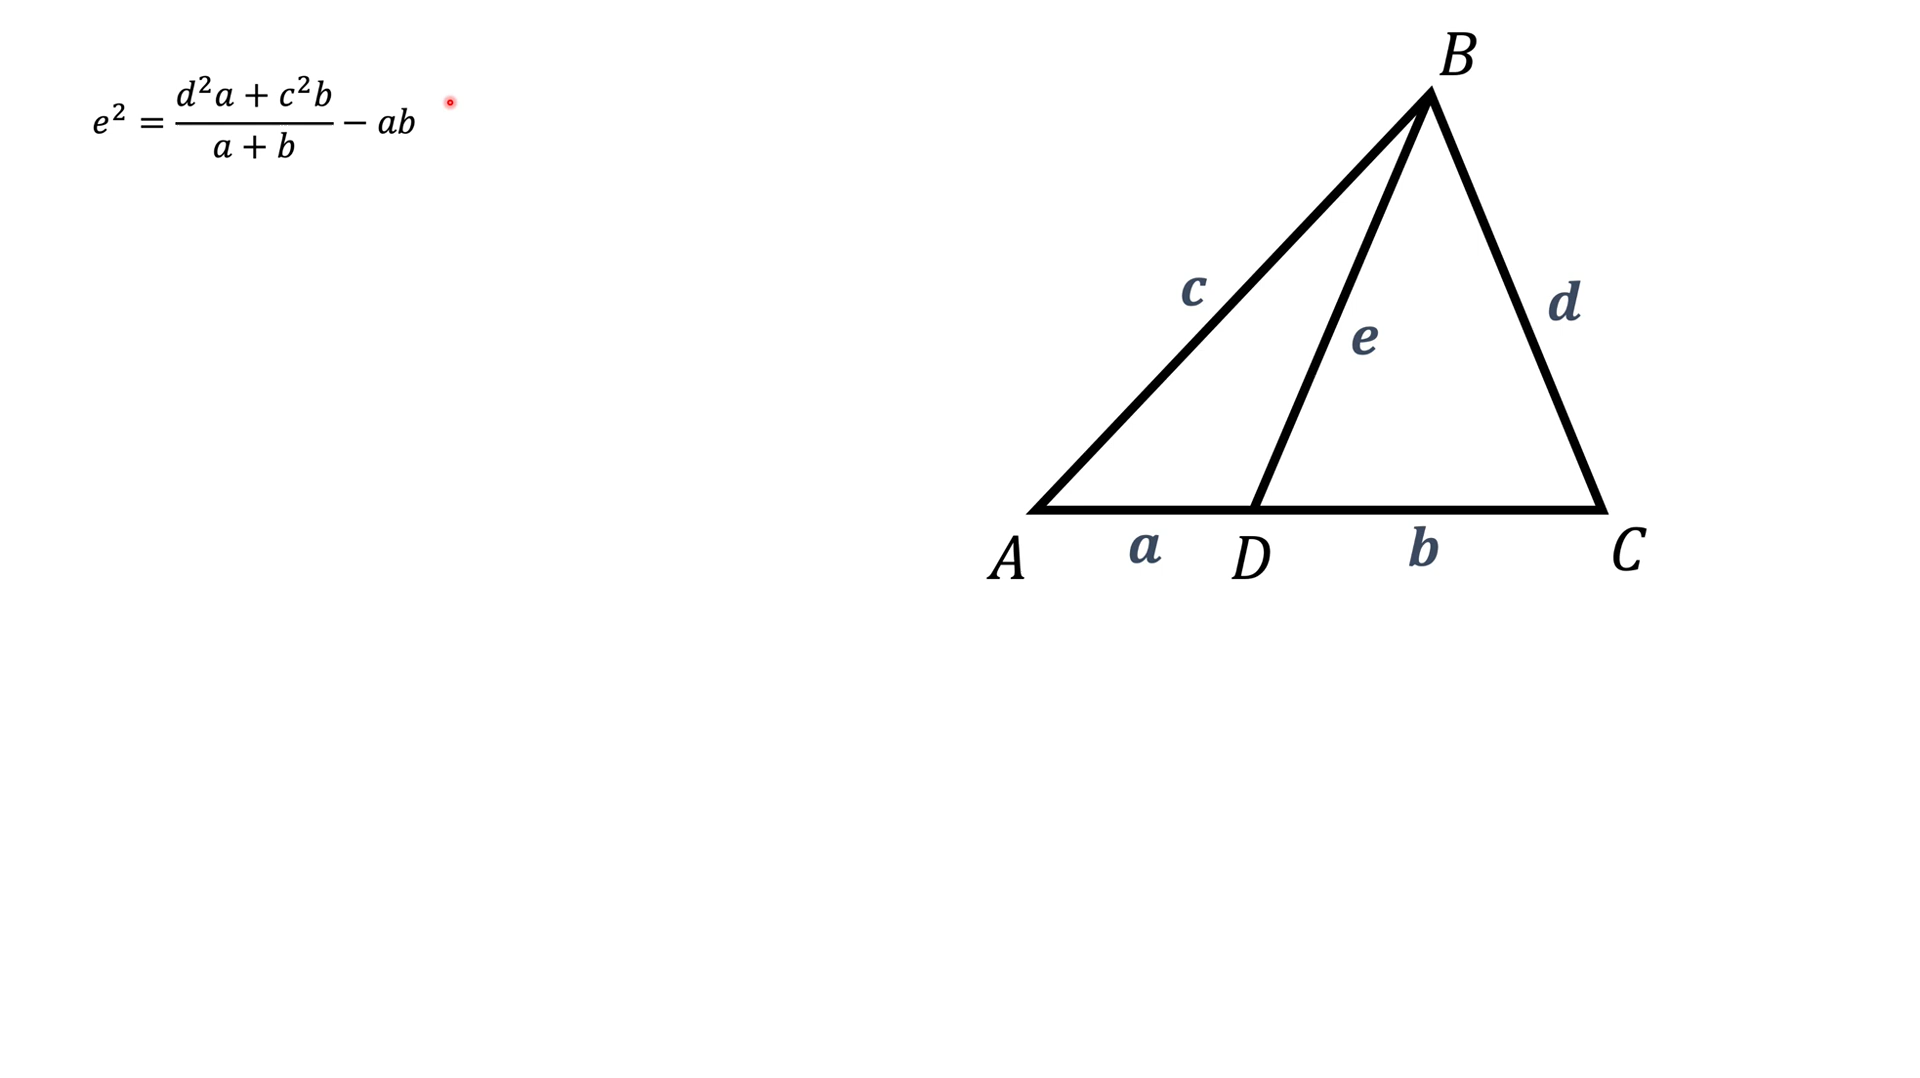 e² = (d²a + c²b)/(a + b) − ab
B
c
d
e
A
a
D
b
C